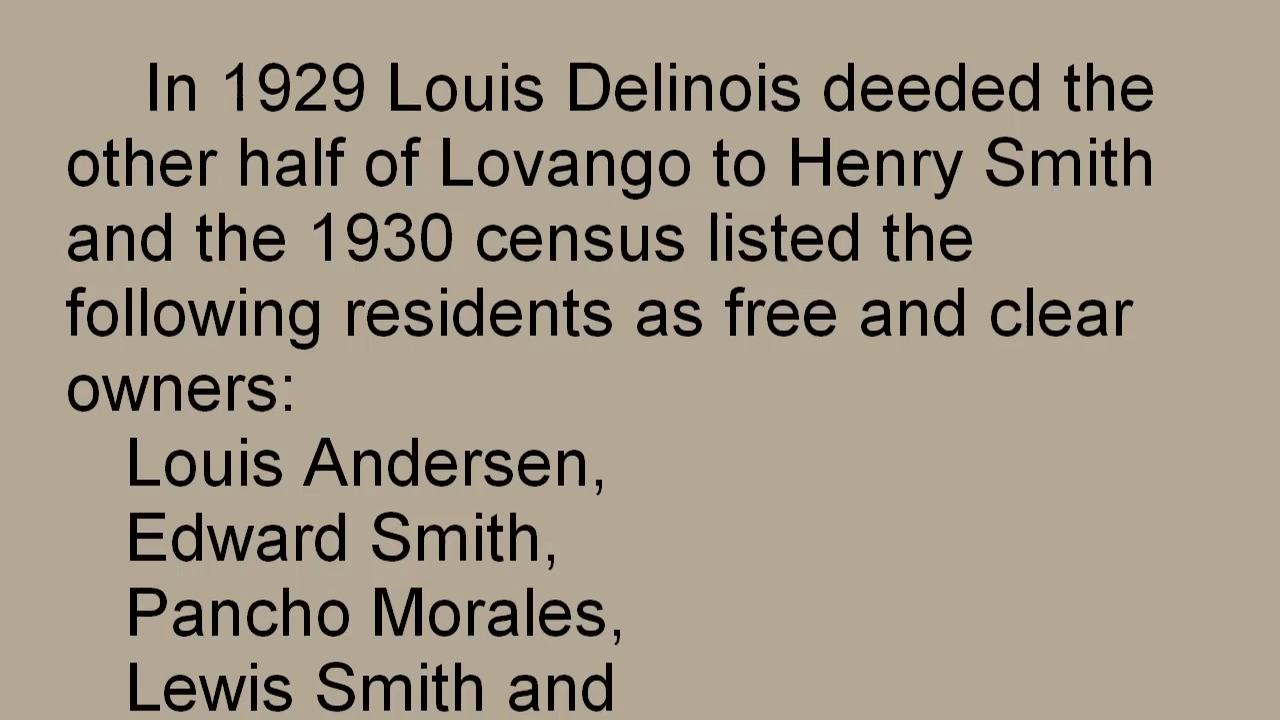 In 1929 Louis Delinois deeded the
other half of Lovango to Henry Smith
and the 1930 census listed the
following residents as free and clear
owners:
Louis Andersen,
Edward Smith,
Pancho Morales,
Lewis Smith and